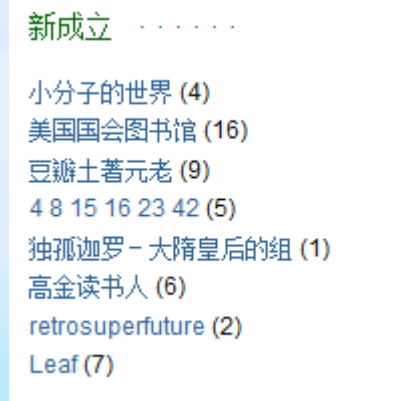 新成立 · · · · · ·
小分子的世界 (4)
美国国会图书馆 (16)
豆瓣土著元老 (9)
4 8 15 16 23 42 (5)
独孤迦罗－大隋皇后的组 (1)
高金读书人 (6)
retrosuperfuture (2)
Leaf (7)